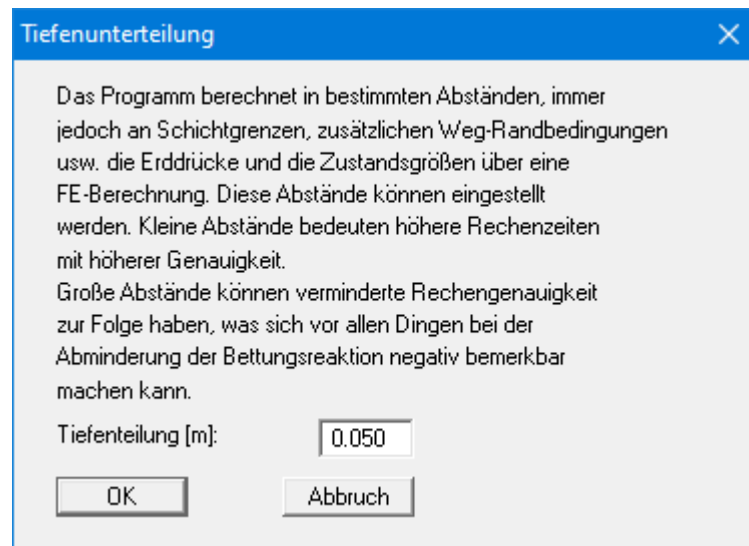 Tiefenunterteilung
Das Programm berechnet in bestimmten Abständen, immer
jedoch an Schichtgrenzen, zusätzlichen Weg-Randbedingungen
usw. die Erddrücke und die Zustandsgrößen über eine
FE-Berechnung. Diese Abstände können eingestellt
werden. Kleine Abstände bedeuten höhere Rechenzeiten
mit höherer Genauigkeit.
Große Abstände können verminderte Rechengenauigkeit
zur Folge haben, was sich vor allen Dingen bei der
Abminderung der Bettungsreaktion negativ bemerkbar
machen kann.
Tiefenteilung [m]: 0.050
OK Abbruch